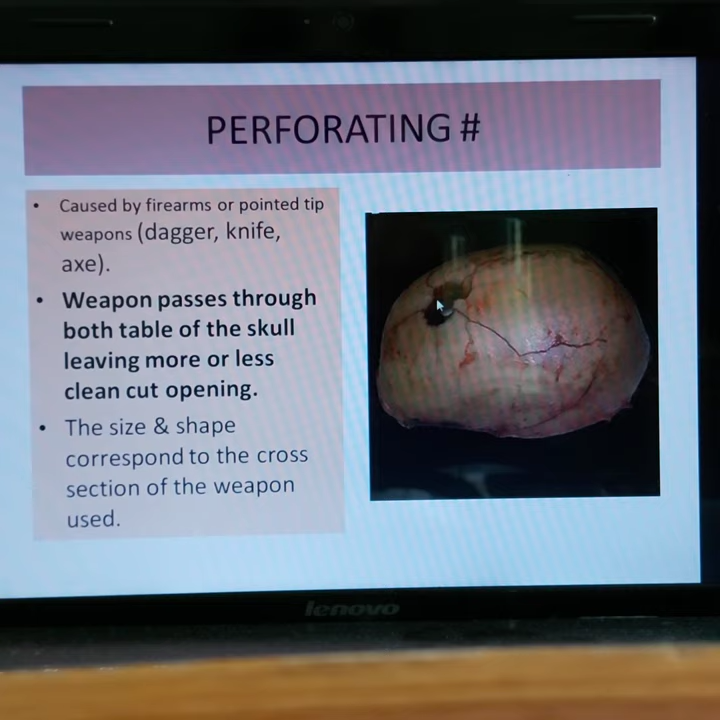 PERFORATING #
• Caused by firearms or pointed tip
weapons (dagger, knife,
axe).
• Weapon passes through
both table of the skull
leaving more or less
clean cut opening.
• The size & shape
correspond to the cross
section of the weapon
used.
lenovo